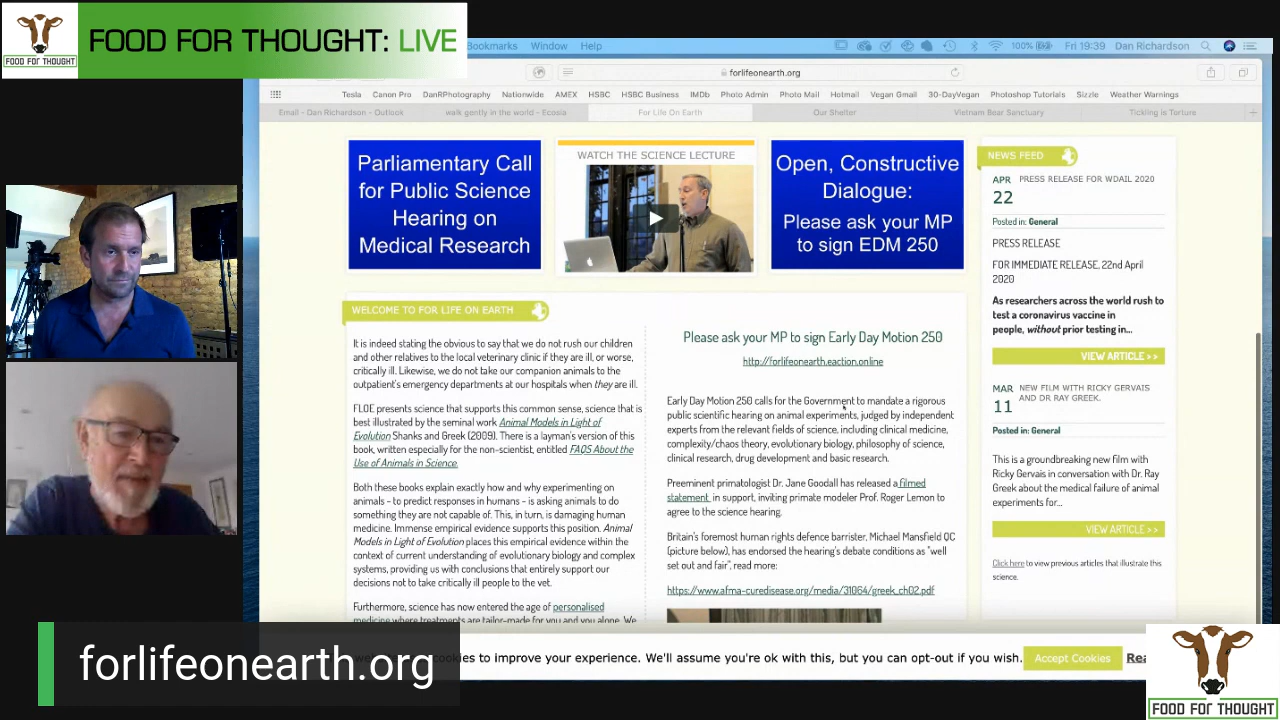 FOOD FOR THOUGHT
FOOD FOR THOUGHT: LIVE
Bookmarks Window Help
100% Fri 19:39 Dan Richardson
forlifeonearth.org
Tesla Canon Pro DanRPhotography Nationwide AMEX HSBC HSBC Business IMDb Photo Admin Photo Mail Hotmail Vegan Gmail 30-DayVegan Photoshop Tutorials Sizzle Weather Warnings
Email - Dan Richardson - Outlook walk gently in the world - Ecosia For Life On Earth Our Shelter Vietnam Bear Sanctuary Tickling is Torture
Parliamentary Call
for Public Science
Hearing on
Medical Research
WATCH THE SCIENCE LECTURE
Open, Constructive
Dialogue:
Please ask your MP
to sign EDM 250
NEWS FEED
APR
22
PRESS RELEASE FOR WDAIL 2020
Posted in: General
PRESS RELEASE
FOR IMMEDIATE RELEASE, 22nd April
2020
As researchers across the world rush to
test a coronavirus vaccine in
people, without prior testing in...
VIEW ARTICLE >>
MAR
11
NEW FILM WITH RICKY GERVAIS
AND DR RAY GREEK.
Posted in: General
This is a groundbreaking new film with
Ricky Gervais in conversation with Dr. Ray
Greek about the medical failure of animal
experiments for...
VIEW ARTICLE >>
Click here to view previous articles that illustrate this
science.
WELCOME TO FOR LIFE ON EARTH
It is indeed stating the obvious to say that we do not rush our children
and other relatives to the local veterinary clinic if they are ill, or worse,
critically ill. Likewise, we do not take our companion animals to the
outpatient's emergency departments at our hospitals when they are ill.
FLOE presents science that supports this common sense, science that is
best illustrated by the seminal work Animal Models in Light of
Evolution Shanks and Greek (2009). There is a layman's version of this
book, written especially for the non-scientist, entitled FAQS About the
Use of Animals in Science.
Both these books explain exactly how and why experimenting on
animals - to predict responses in humans - is asking animals to do
something they are not capable of. This, in turn, is damaging human
medicine. Immense empirical evidence supports this position. Animal
Models in Light of Evolution places this empirical evidence within the
context of current understanding of evolutionary biology and complex
systems, providing us with conclusions that entirely support our
decisions not to take critically ill people to the vet.
Furthermore, science has now entered the age of personalised
medicine where treatments are tailor-made for you and you alone. We
Please ask your MP to sign Early Day Motion 250
http://forlifeonearth.eaction.online
Early Day Motion 250 calls for the Government to mandate a rigorous
public scientific hearing on animal experiments, judged by independent
experts from the relevant fields of science, including clinical medicine,
complexity/chaos theory, evolutionary biology, philosophy of science,
clinical research, drug development and basic research.
Preeminent primatologist Dr. Jane Goodall has released a filmed
statement in support, inviting primate modeler Prof. Roger Lemon to
agree to the science hearing.
Britain's foremost human rights defence barrister, Michael Mansfield QC
(picture below), has endorsed the hearing's debate conditions as "well
set out and fair", read more:
https://www.afma-curedisease.org/media/31064/greek_ch02.pdf
cookies to improve your experience. We'll assume you're ok with this, but you can opt-out if you wish. Accept Cookies
forlifeonearth.org
FOOD FOR THOUGHT